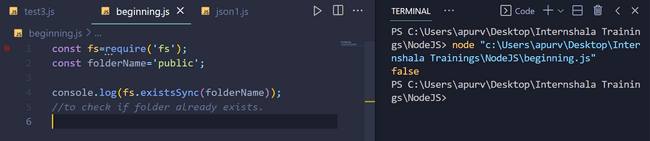 test3.js
beginning.js
json1.js
beginning.js > ...
1 const fs=require('fs');
2 const folderName='public';
3
4 console.log(fs.existsSync(folderName));
5 //to check if folder already exists.
6
TERMINAL ...
Code
PS C:\Users\apurv\Desktop\Internshala Trainin
gs\NodeJS> node "c:\Users\apurv\Desktop\Inter
nshala Trainings\NodeJS\beginning.js"
false
PS C:\Users\apurv\Desktop\Internshala Trainin
gs\NodeJS>